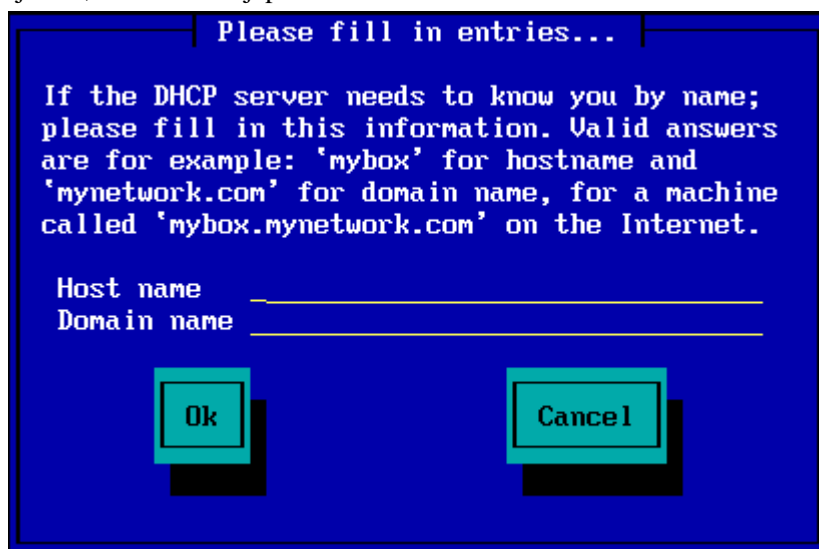 Please fill in entries...
If the DHCP server needs to know you by name;
please fill in this information. Valid answers
are for example: `mybox' for hostname and
`mynetwork.com' for domain name, for a machine
called `mybox.mynetwork.com' on the Internet.
Host name
Domain name
Ok Cancel